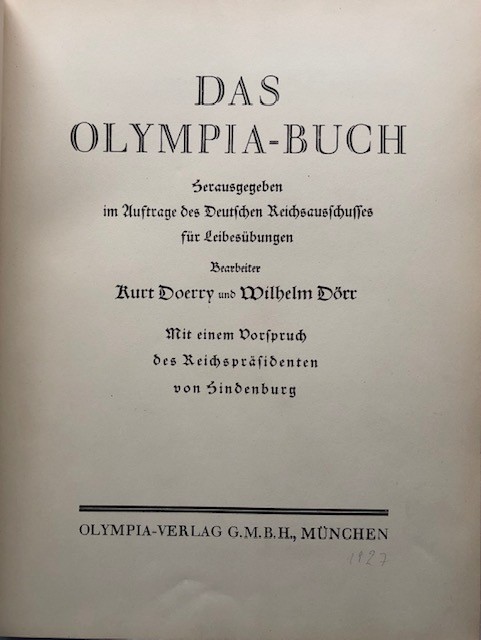 DAS
OLYMPIA-BUCH
Herausgegeben
im Auftrage des Deutschen Reichsausschusses
für Leibesübungen
Bearbeiter
Kurt Doerry und Wilhelm Dörr
Mit einem Vorspruch
des Reichspräsidenten
von Hindenburg
OLYMPIA-VERLAG G.M.B.H., MÜNCHEN
1927